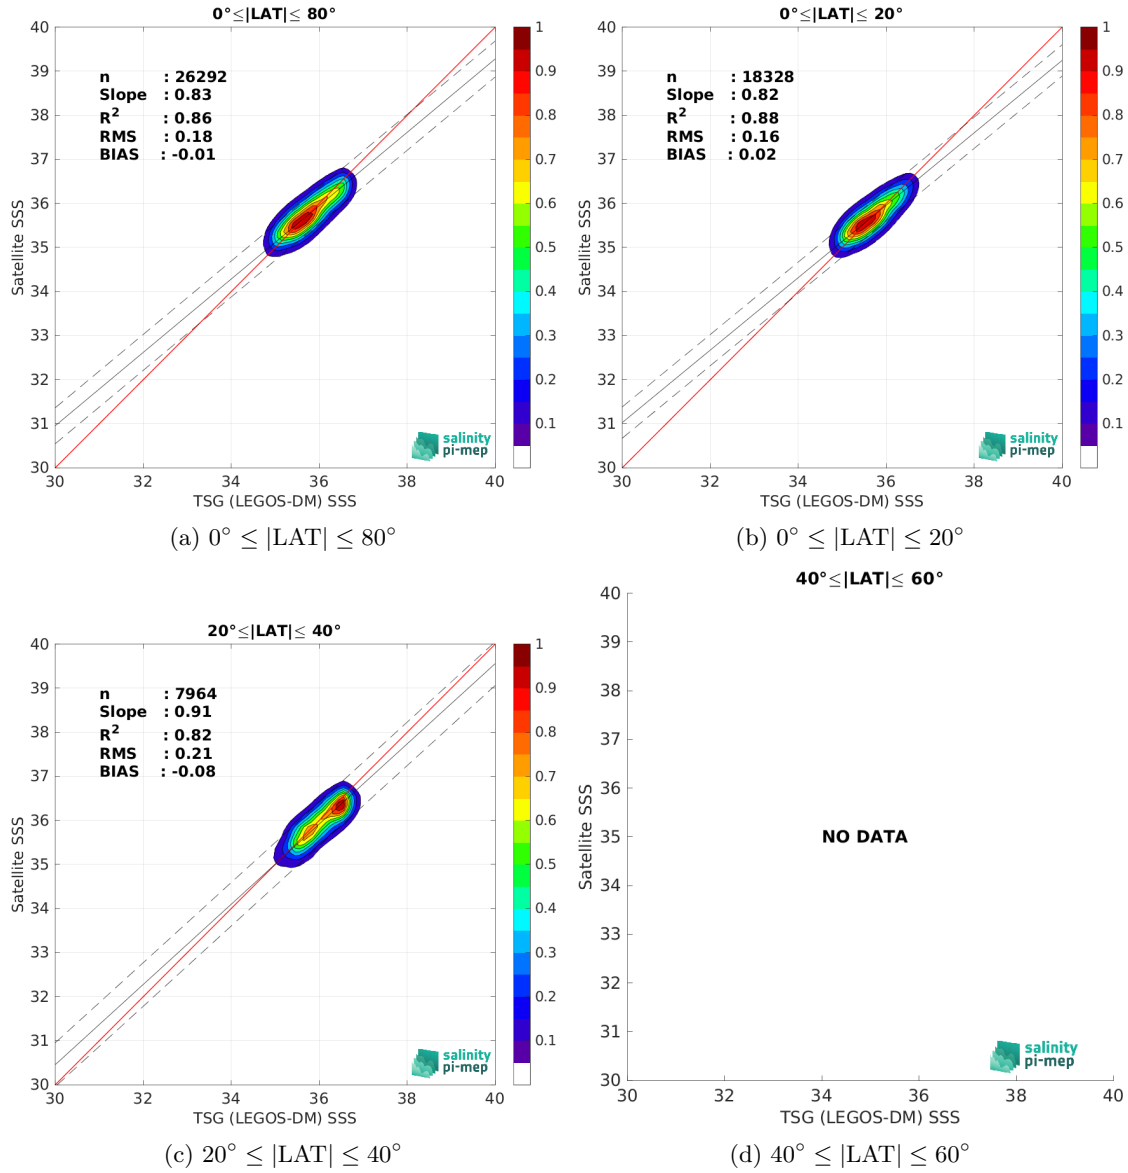 0°≤|LAT|≤ 80°
n : 26292
Slope : 0.83
R² : 0.86
RMS : 0.18
BIAS : -0.01
40
39
38
37
36
35
34
33
32
31
30
Satellite SSS
30 32 34 36 38 40
TSG (LEGOS-DM) SSS
1
0.9
0.8
0.7
0.6
0.5
0.4
0.3
0.2
0.1
salinity
pi-mep
(a) 0° ≤ |LAT| ≤ 80°
0°≤|LAT|≤ 20°
n : 18328
Slope : 0.82
R² : 0.88
RMS : 0.16
BIAS : 0.02
40
39
38
37
36
35
34
33
32
31
30
Satellite SSS
30 32 34 36 38 40
TSG (LEGOS-DM) SSS
1
0.9
0.8
0.7
0.6
0.5
0.4
0.3
0.2
0.1
salinity
pi-mep
(b) 0° ≤ |LAT| ≤ 20°
20°≤|LAT|≤ 40°
n : 7964
Slope : 0.91
R² : 0.82
RMS : 0.21
BIAS : -0.08
40
39
38
37
36
35
34
33
32
31
30
Satellite SSS
30 32 34 36 38 40
TSG (LEGOS-DM) SSS
1
0.9
0.8
0.7
0.6
0.5
0.4
0.3
0.2
0.1
salinity
pi-mep
(c) 20° ≤ |LAT| ≤ 40°
40°≤|LAT|≤ 60°
40
39
38
37
36
35
34
33
32
31
30
Satellite SSS
NO DATA
30 32 34 36 38 40
TSG (LEGOS-DM) SSS
salinity
pi-mep
(d) 40° ≤ |LAT| ≤ 60°